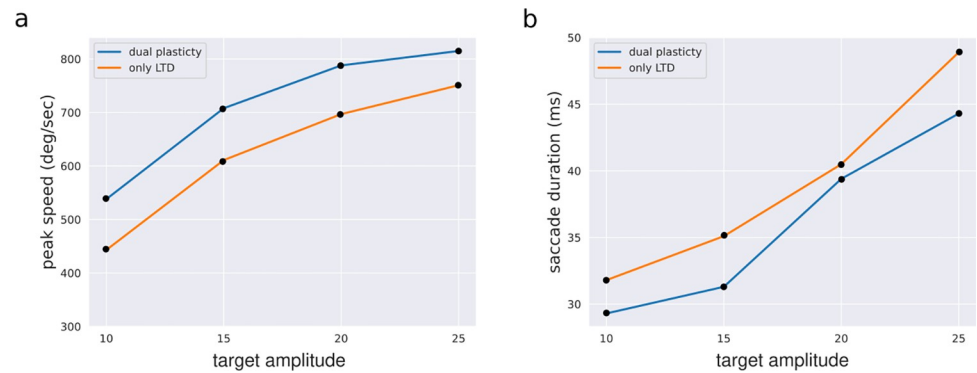 a
dual plasticty
only LTD
800
700
600
500
400
300
peak speed (deg/sec)
10 15 20 25
target amplitude
b
dual plasticty
only LTD
50
45
40
35
30
saccade duration (ms)
10 15 20 25
target amplitude